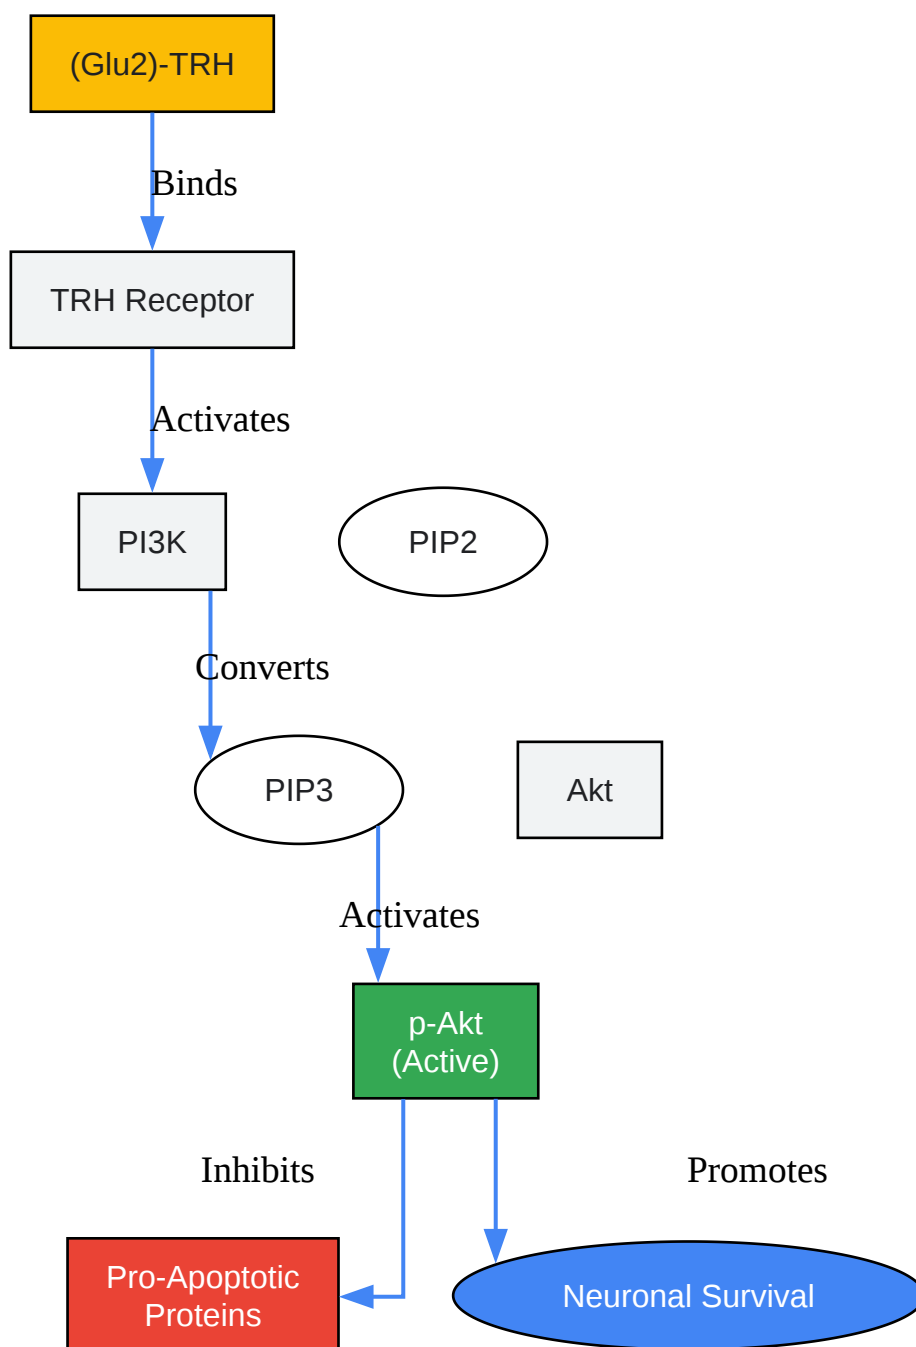 (Glu2)-TRH
Binds
TRH Receptor
Activates
PI3K
PIP2
Converts
PIP3
Akt
Activates
p-Akt
(Active)
Inhibits
Promotes
Pro-Apoptotic
Proteins
Neuronal Survival